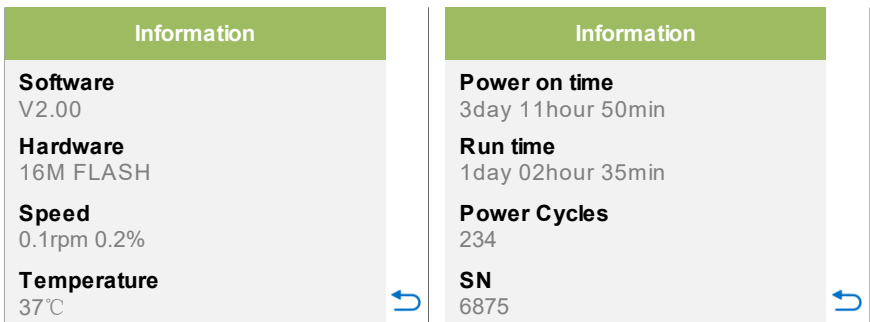 Information
Software
V2.00
Hardware
16M FLASH
Speed
0.1rpm 0.2%
Temperature
37℃
Information
Power on time
3day 11hour 50min
Run time
1day 02hour 35min
Power Cycles
234
SN
6875